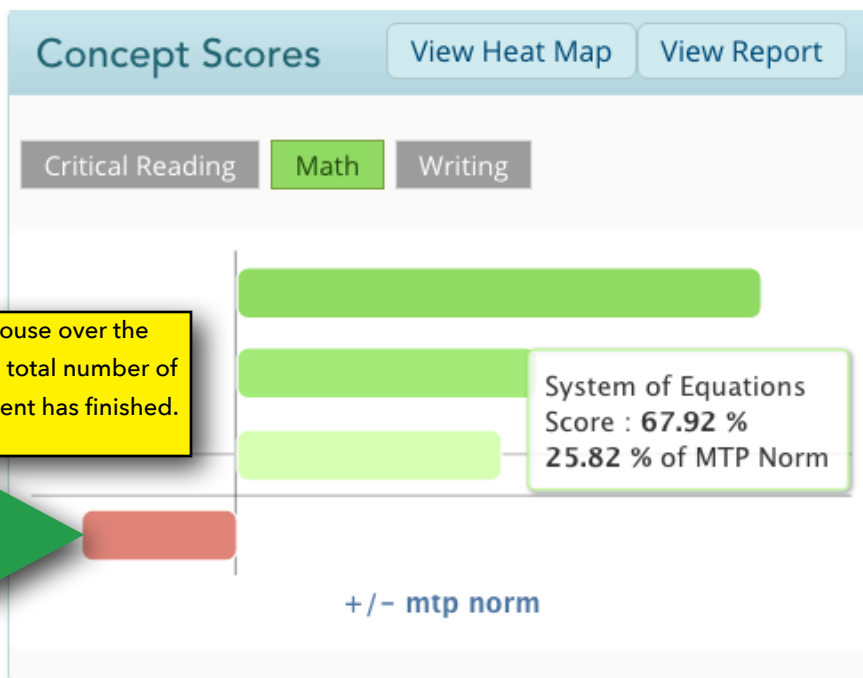 Concept Scores
View Heat Map
View Report
Critical Reading
Math
Writing
ouse over the
total number of
ent has finished.
System of Equations
Score : 67.92 %
25.82 % of MTP Norm
+/- mtp norm